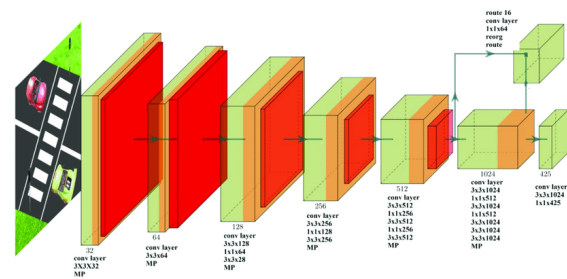 32
conv layer
3X3X32
MP
64
conv layer
3x3x64
MP
128
conv layer
3x3x128
1x1x64
3x3x28
MP
256
conv layer
3x3x256
1x1x128
3x3x256
MP
512
conv layer
3x3x512
1x1x256
3x3x512
1x1x256
3x3x512
MP
1024
conv layer
3x3x1024
1x1x512
3x3x1024
1x1x512
3x3x1024
3x3x1024
MP
route 16
conv layer
1x1x64
reorg
route
425
conv layer
3x3x1024
1x1x425